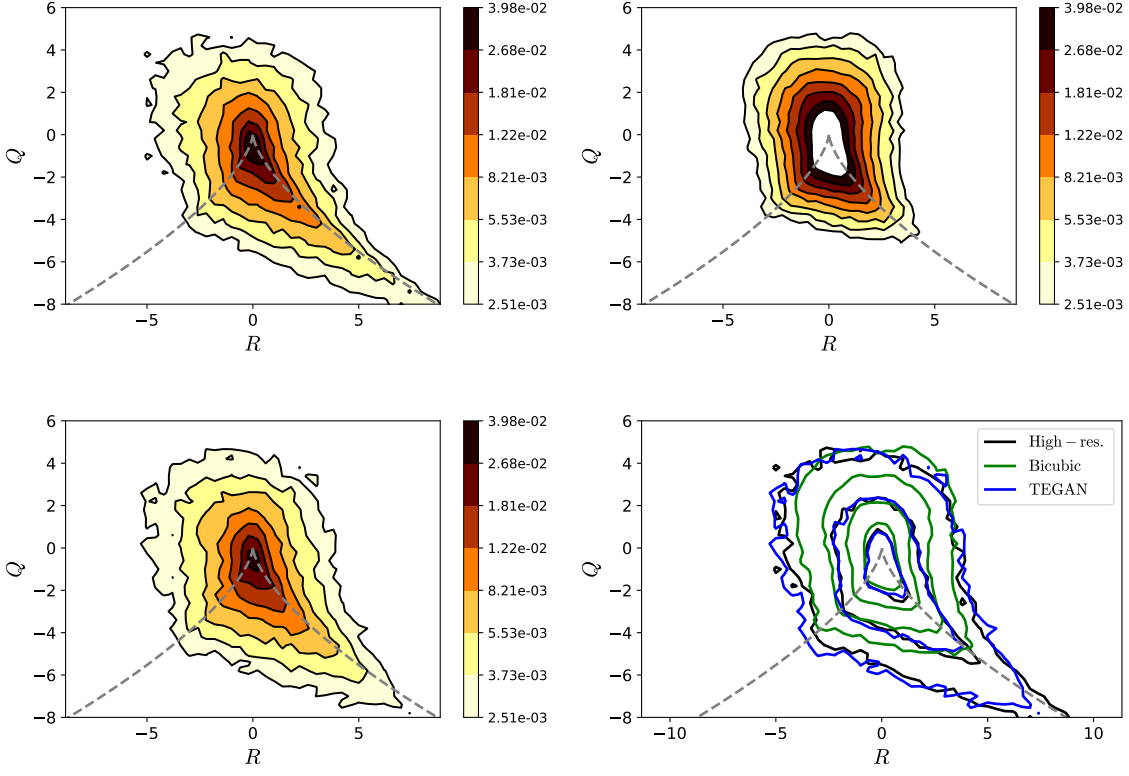 6
4
2
0
−2
−4
−6
−8
Q
−5
0
5
R
3.98e-02
2.68e-02
1.81e-02
1.22e-02
8.21e-03
5.53e-03
3.73e-03
2.51e-03
6
4
2
0
−2
−4
−6
−8
Q
−5
0
5
R
3.98e-02
2.68e-02
1.81e-02
1.22e-02
8.21e-03
5.53e-03
3.73e-03
2.51e-03
6
4
2
0
−2
−4
−6
−8
Q
−5
0
5
R
3.98e-02
2.68e-02
1.81e-02
1.22e-02
8.21e-03
5.53e-03
3.73e-03
2.51e-03
6
4
2
0
−2
−4
−6
−8
Q
−10
−5
0
5
10
R
High − res.
Bicubic
TEGAN